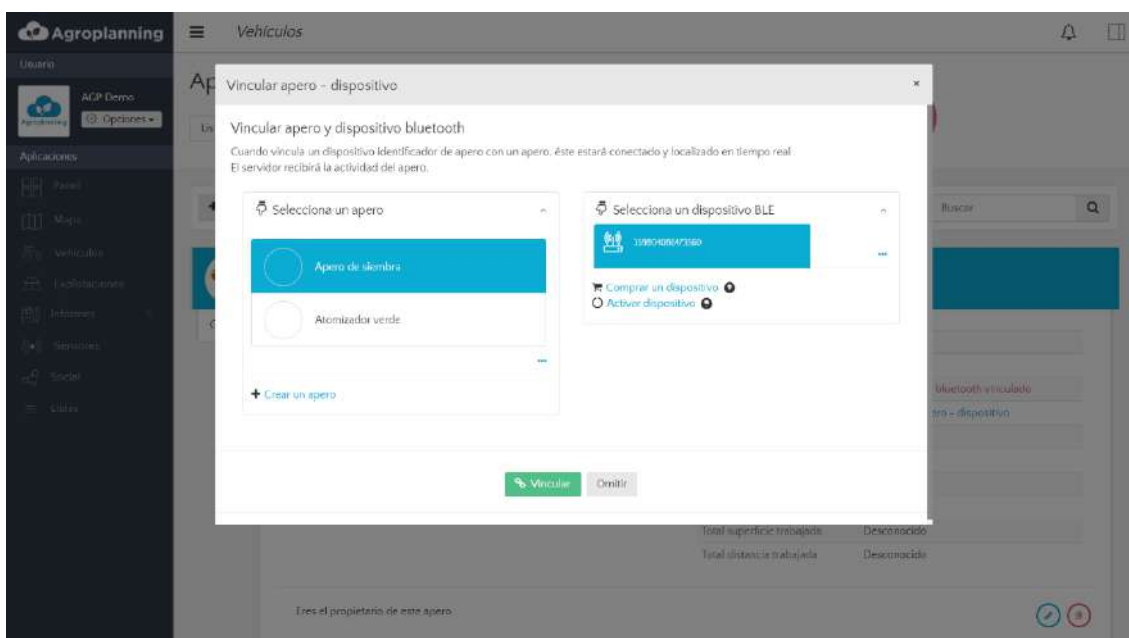 Agroplanning
Vehículos
Usuario
AGP Demo
Opciones
Agroplanning
Aplicaciones
Panel
Mapa
Vehículos
Explotaciones
Informes
Sensores
Social
Ap
Lis
Vincular apero - dispositivo
×
Vincular apero y dispositivo bluetooth
Cuando vincula un dispositivo identificador de apero con un apero, éste estará conectado y localizado en tiempo real
El servidor recibirá la actividad del apero.
Selecciona un apero
Apero de siembra
Atomizador verde
Crear un apero
Selecciona un dispositivo BLE
Comprar un dispositivo
Activar dispositivo
Vincular
Omitir
Buscar
bluetooth vinculado
ero - dispositivo
Total superficie trabajada
Desconocido
Total distancia trabajada
Desconocido
Eres el propietario de este apero